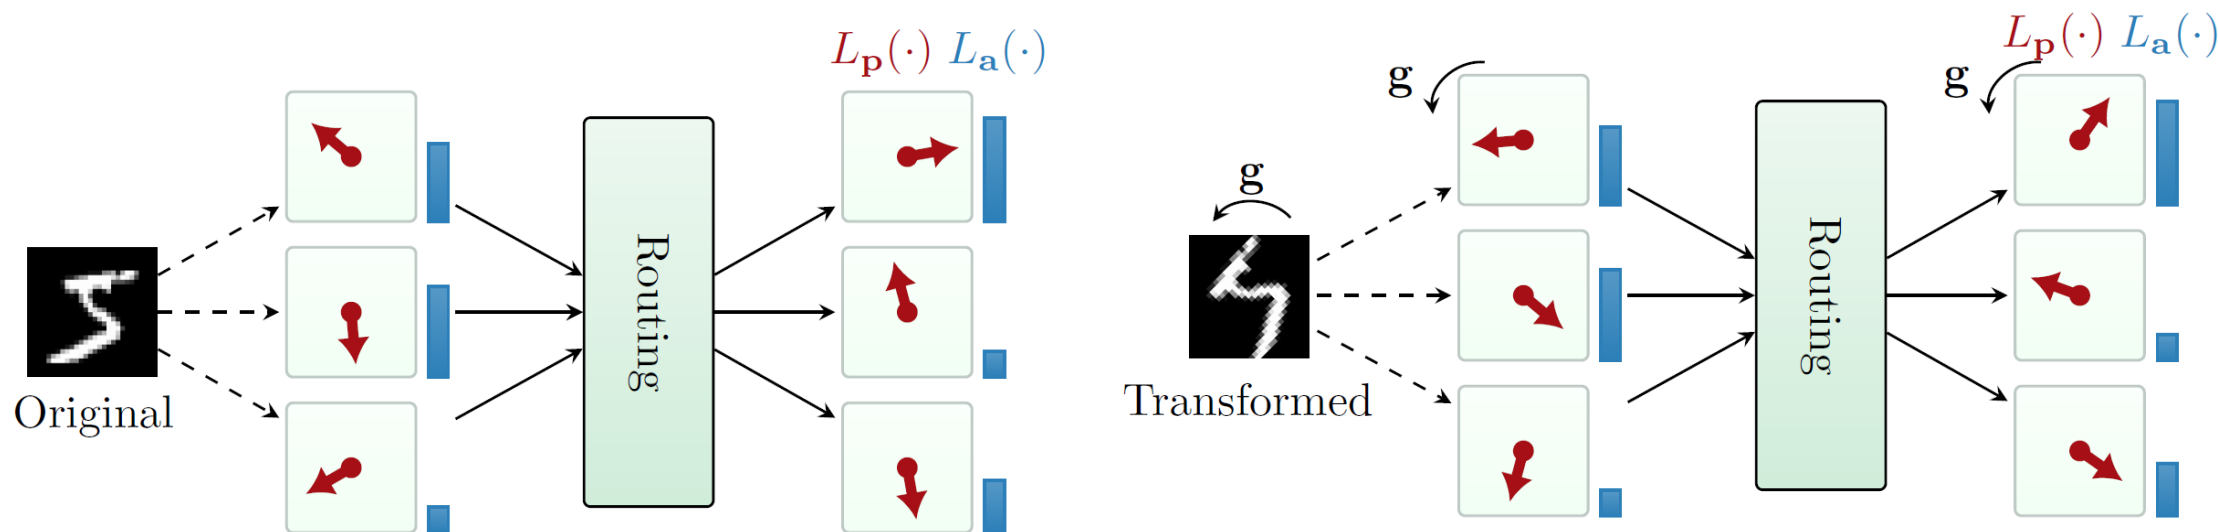 Lₚ(·) Lₐ(·)
Routing
Original
Lₚ(·) Lₐ(·)
g
g
g
Routing
Transformed